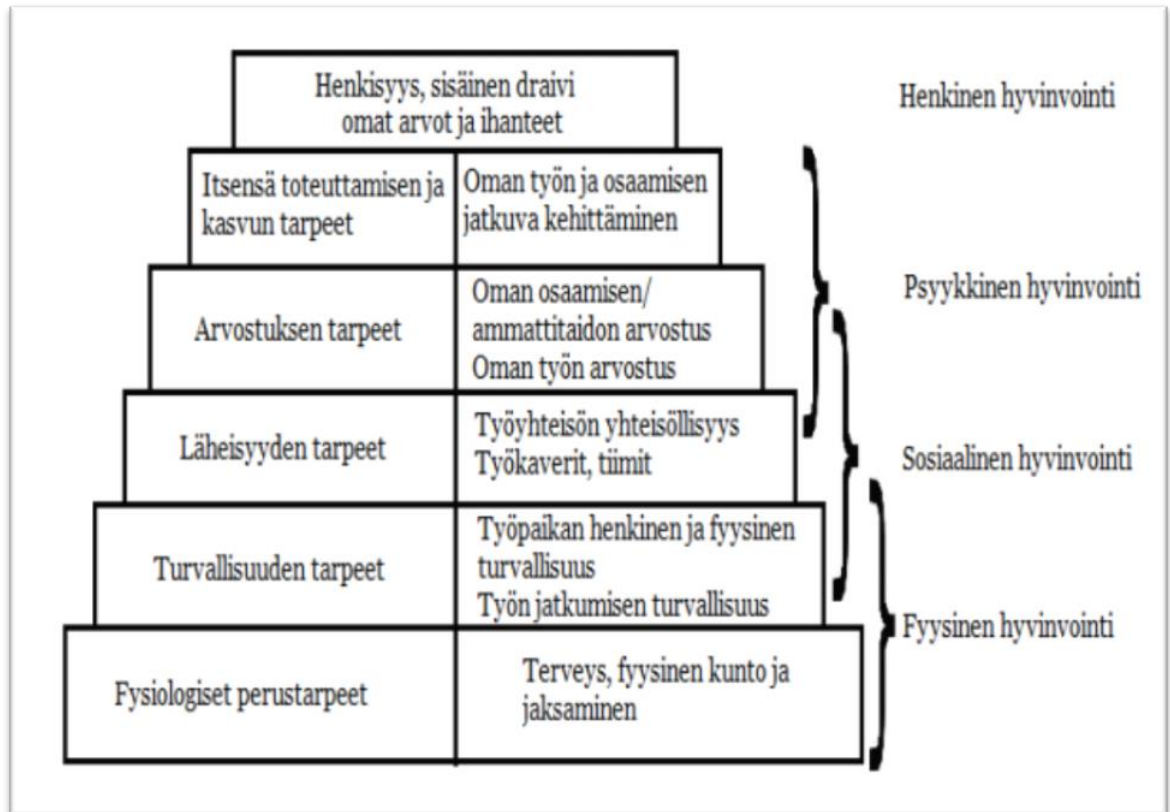 Henkisyys, sisäinen draivi
omat arvot ja ihanteet
Henkinen hyvinvointi
Itsensä toteuttamisen ja
kasvun tarpeet
Oman työn ja osaamisen
jatkuva kehittäminen
Psyykkinen hyvinvointi
Arvostuksen tarpeet
Oman osaamisen/
ammattitaidon arvostus
Oman työn arvostus
Läheisyyden tarpeet
Työyhteisön yhteisöllisyys
Työkaverit, tiimit
Sosiaalinen hyvinvointi
Turvallisuuden tarpeet
Työpaikan henkinen ja fyysinen
turvallisuus
Työn jatkumisen turvallisuus
Fyysinen hyvinvointi
Fysiologiset perustarpeet
Terveys, fyysinen kunto ja
jaksaminen